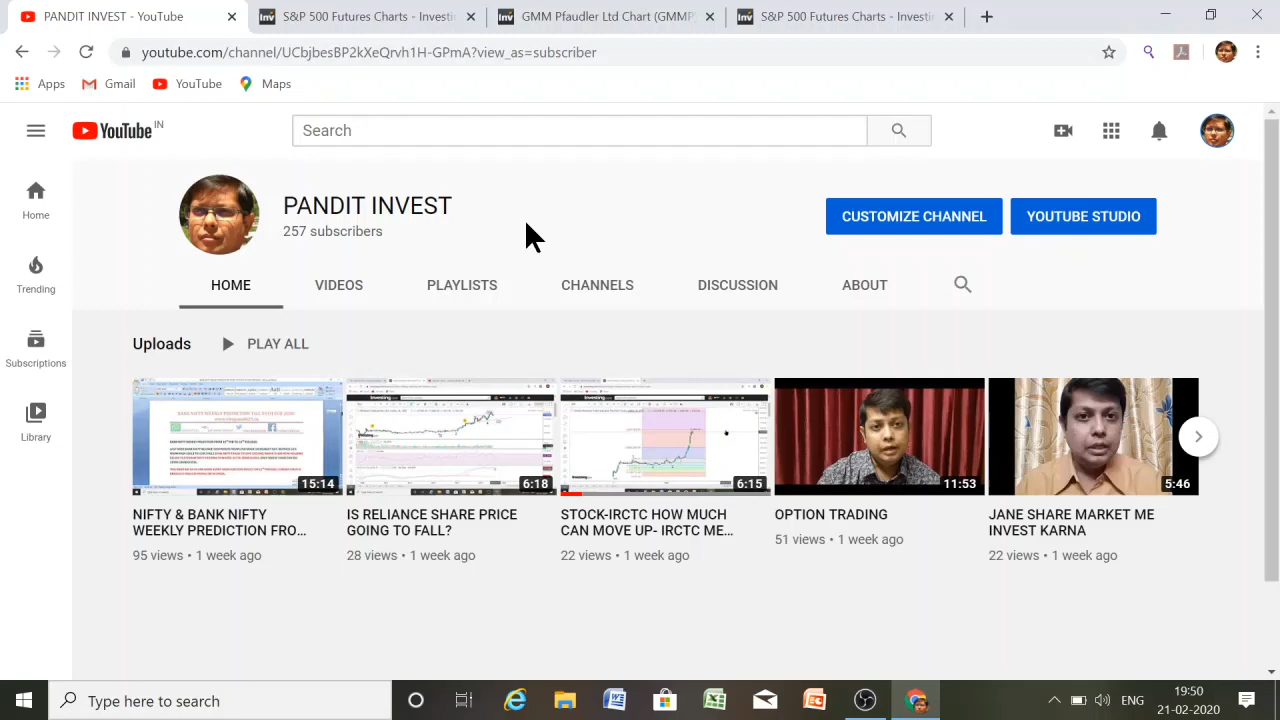 PANDIT INVEST - YouTube
S&P 500 Futures Charts - Invest
GMM Pfaudler Ltd Chart (GMMP
S&P 500 Futures Charts - Investin
youtube.com/channel/UCbjbesBP2kXeQrvh1H-GPmA?view_as=subscriber
Apps
Gmail
YouTube
Maps
YouTube IN
Search
Home
Trending
Subscriptions
Library
PANDIT INVEST
257 subscribers
CUSTOMIZE CHANNEL
YOUTUBE STUDIO
HOME
VIDEOS
PLAYLISTS
CHANNELS
DISCUSSION
ABOUT
Uploads
PLAY ALL
15:14
6:18
6:15
11:53
5:46
NIFTY & BANK NIFTY
WEEKLY PREDICTION FRO...
95 views • 1 week ago
IS RELIANCE SHARE PRICE
GOING TO FALL?
28 views • 1 week ago
STOCK-IRCTC HOW MUCH
CAN MOVE UP- IRCTC ME...
22 views • 1 week ago
OPTION TRADING
51 views • 1 week ago
JANE SHARE MARKET ME
INVEST KARNA
22 views • 1 week ago
Type here to search
ENG
19:50
21-02-2020